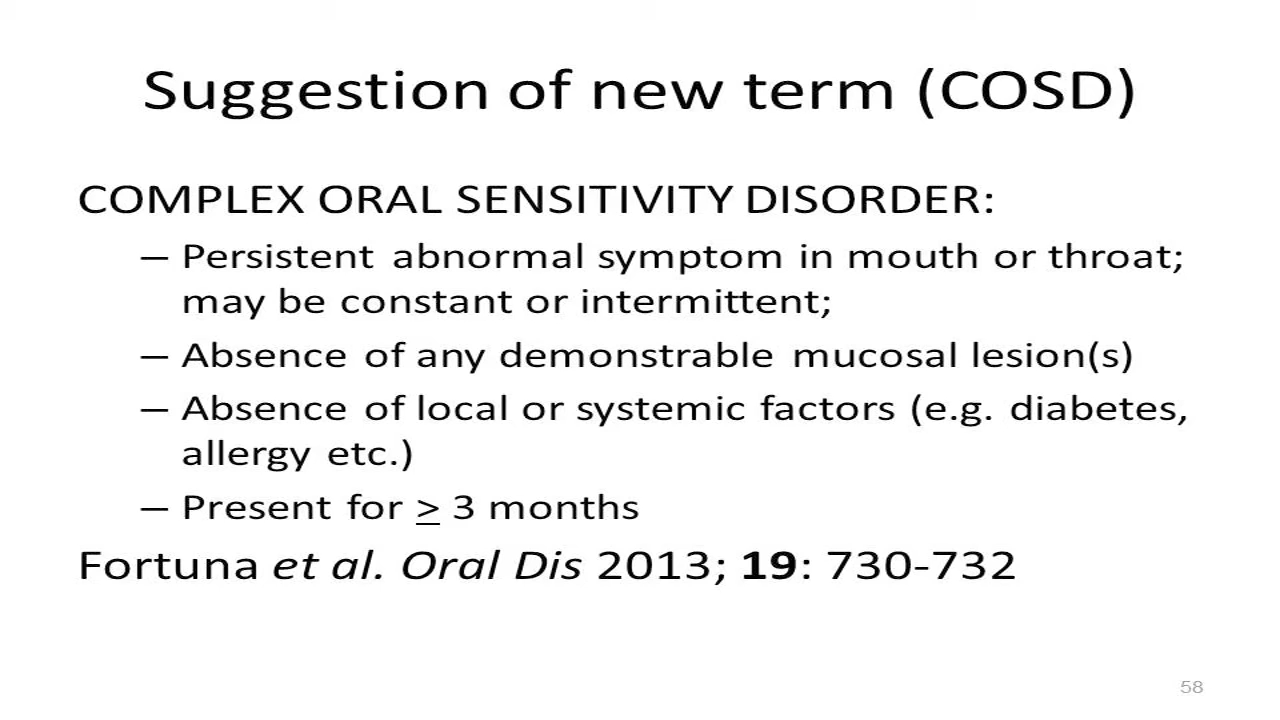 Suggestion of new term (COSD)
COMPLEX ORAL SENSITIVITY DISORDER:
— Persistent abnormal symptom in mouth or throat;
may be constant or intermittent;
— Absence of any demonstrable mucosal lesion(s)
— Absence of local or systemic factors (e.g. diabetes,
allergy etc.)
— Present for ≥ 3 months
Fortuna et al. Oral Dis 2013; 19: 730-732
58